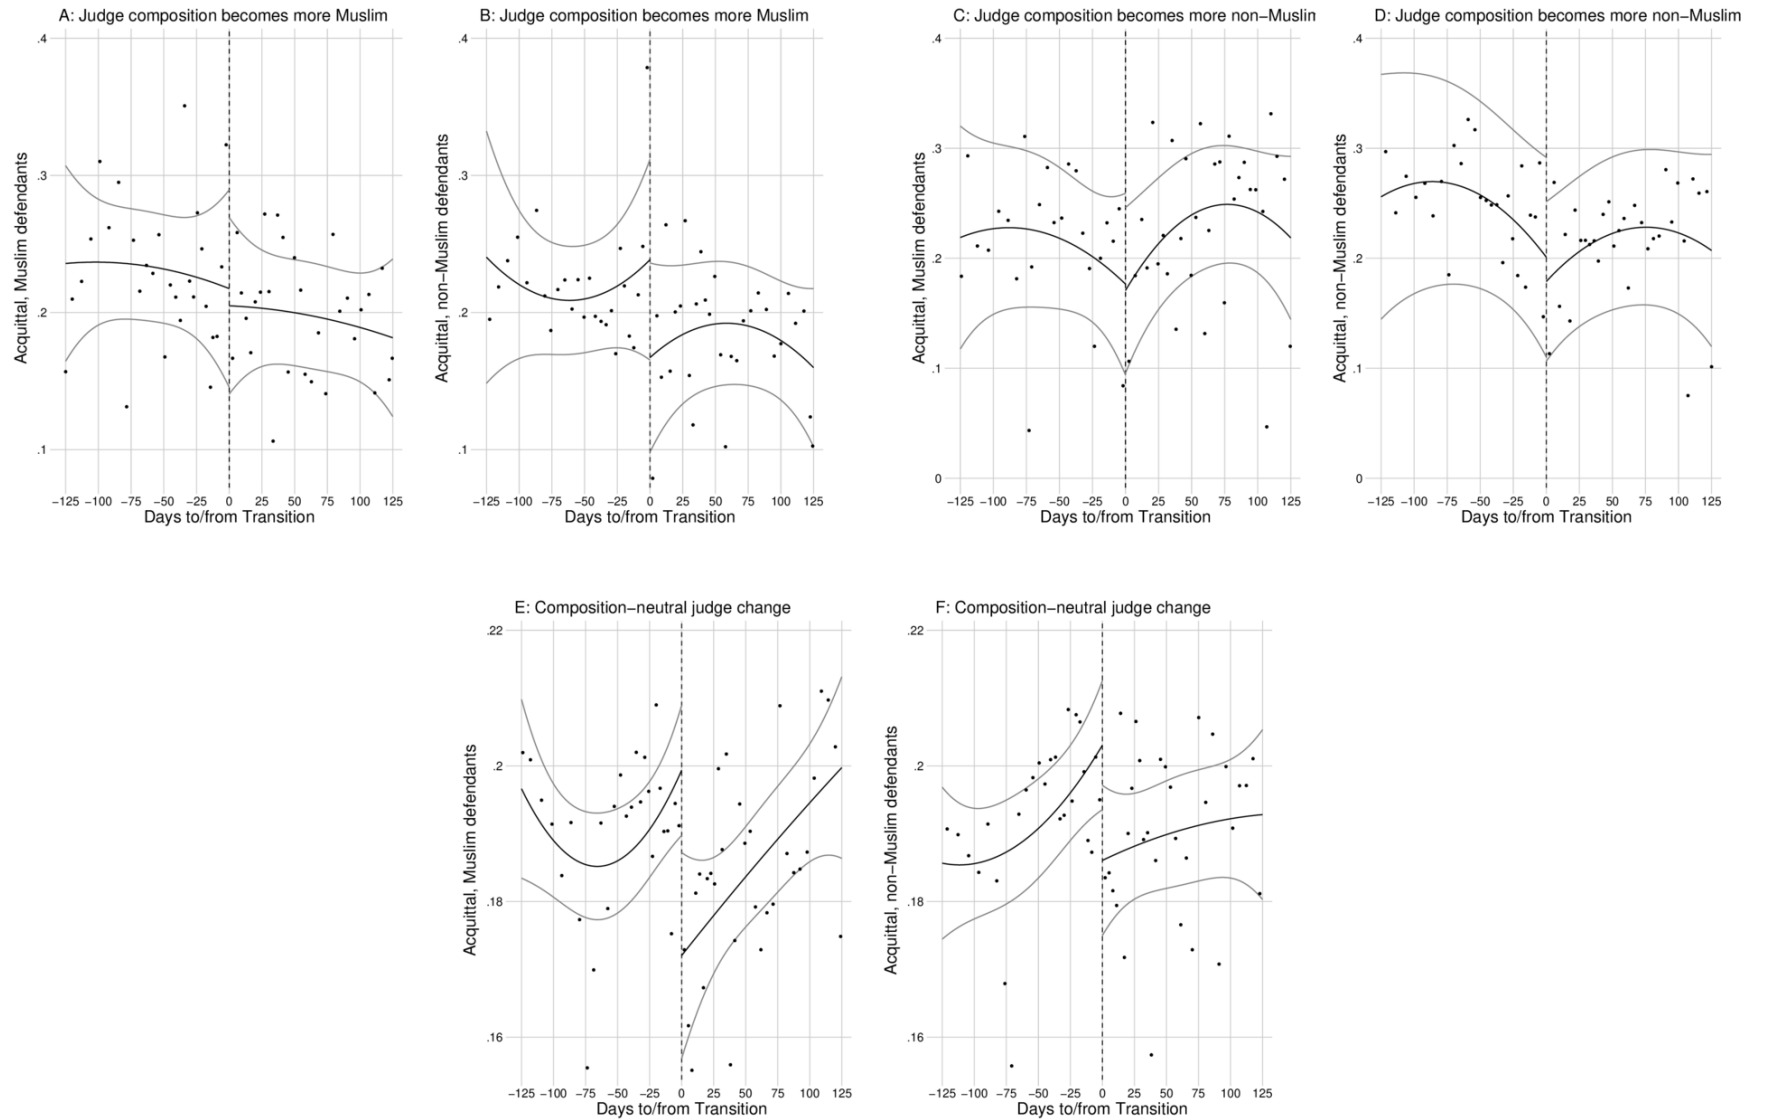 A: Judge composition becomes more Muslim
.4
.3
.2
.1
Acquittal, Muslim defendants
−125 −100 −75 −50 −25 0 25 50 75 100 125
Days to/from Transition
B: Judge composition becomes more Muslim
.4
.3
.2
.1
Acquittal, non−Muslim defendants
−125 −100 −75 −50 −25 0 25 50 75 100 125
Days to/from Transition
C: Judge composition becomes more non−Muslin
.4
.3
.2
.1
0
Acquittal, Muslim defendants
−125 −100 −75 −50 −25 0 25 50 75 100 125
Days to/from Transition
D: Judge composition becomes more non−Muslim
.4
.3
.2
.1
0
Acquittal, non−Muslim defendants
−125 −100 −75 −50 −25 0 25 50 75 100 125
Days to/from Transition
E: Composition−neutral judge change
.22
.2
.18
.16
Acquittal, Muslim defendants
−125 −100 −75 −50 −25 0 25 50 75 100 125
Days to/from Transition
F: Composition−neutral judge change
.22
.2
.18
.16
Acquittal, non−Muslim defendants
−125 −100 −75 −50 −25 0 25 50 75 100 125
Days to/from Transition